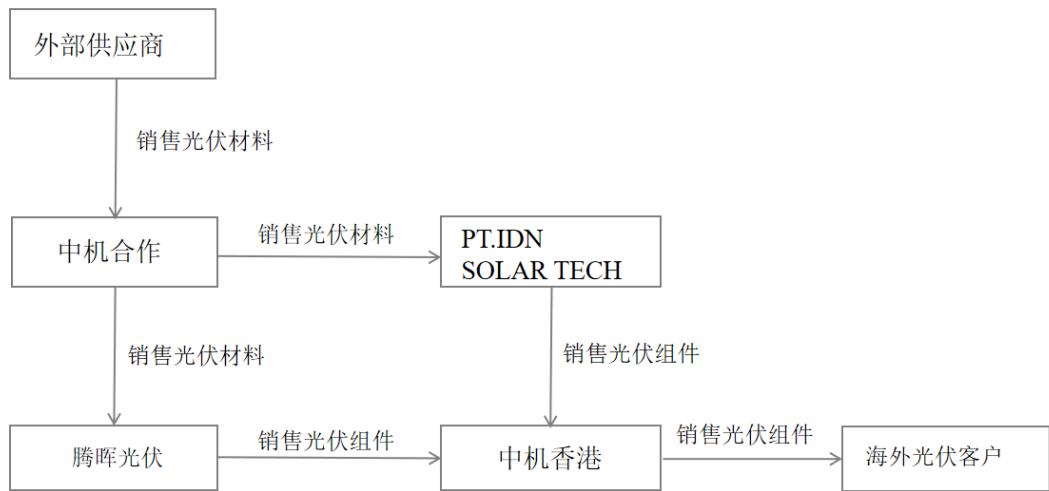 外部供应商
销售光伏材料
中机合作
销售光伏材料
PT.IDN
SOLAR TECH
销售光伏材料
销售光伏组件
腾晖光伏
销售光伏组件
中机香港
销售光伏组件
海外光伏客户